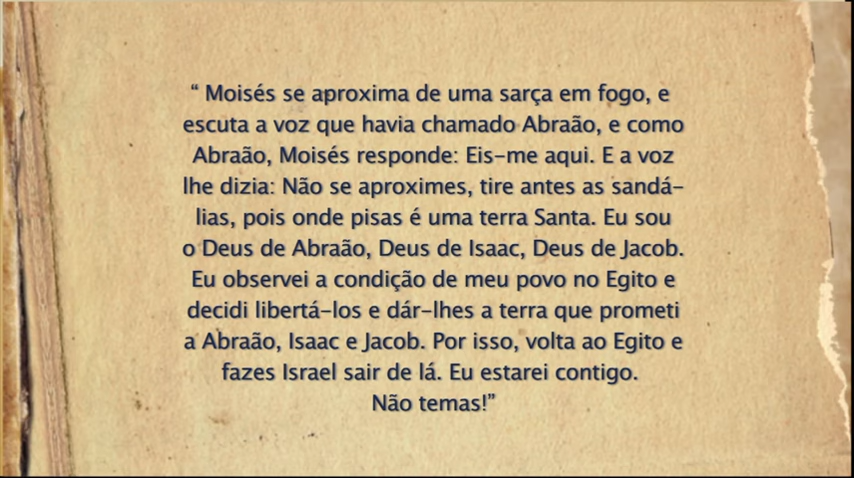 “ Moisés se aproxima de uma sarça em fogo, e
escuta a voz que havia chamado Abraão, e como
Abraão, Moisés responde: Eis-me aqui. E a voz
lhe dizia: Não se aproximes, tire antes as sandá-
lias, pois onde pisas é uma terra Santa. Eu sou
o Deus de Abraão, Deus de Isaac, Deus de Jacob.
Eu observei a condição de meu povo no Egito e
decidi libertá-los e dár-lhes a terra que prometi
a Abraão, Isaac e Jacob. Por isso, volta ao Egito e
fazes Israel sair de lá. Eu estarei contigo.
Não temas!”